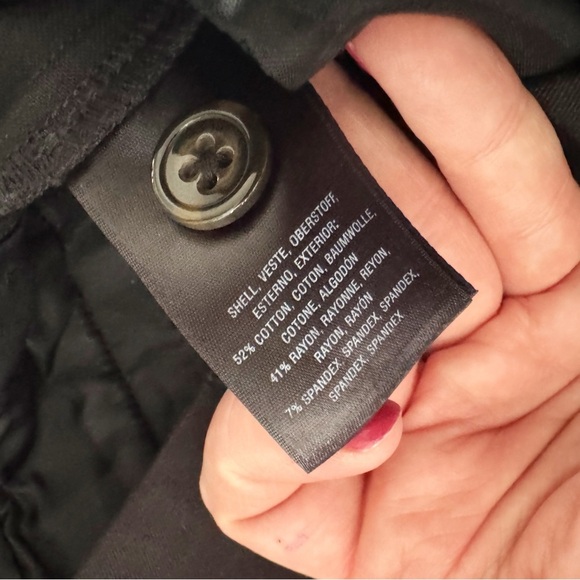 SHELL, VESTE, OBERSTOFF,
ESTERNO, EXTERIOR:
52% COTTON, COTON, BAUMWOLLE,
COTONE, ALGODÓN
41% RAYON, RAYONNE, REYON,
RAYON, RAYÓN
7% SPANDEX, SPANDEX, SPANDEX,
SPANDEX SPANDEX